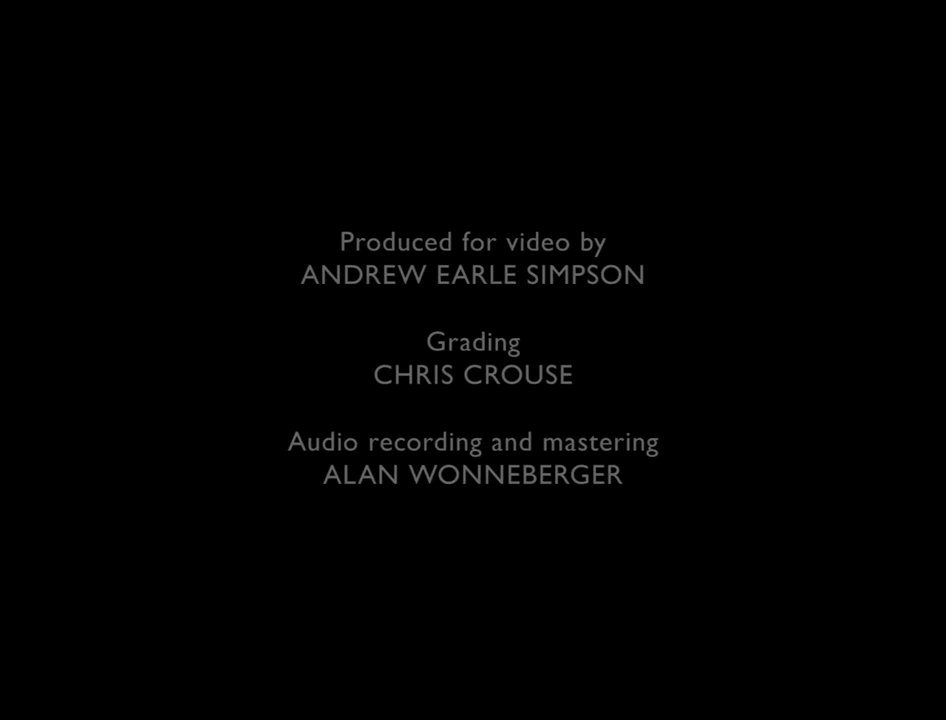 Produced for video by
ANDREW EARLE SIMPSON
Grading
CHRIS CROUSE
Audio recording and mastering
ALAN WONNEBERGER